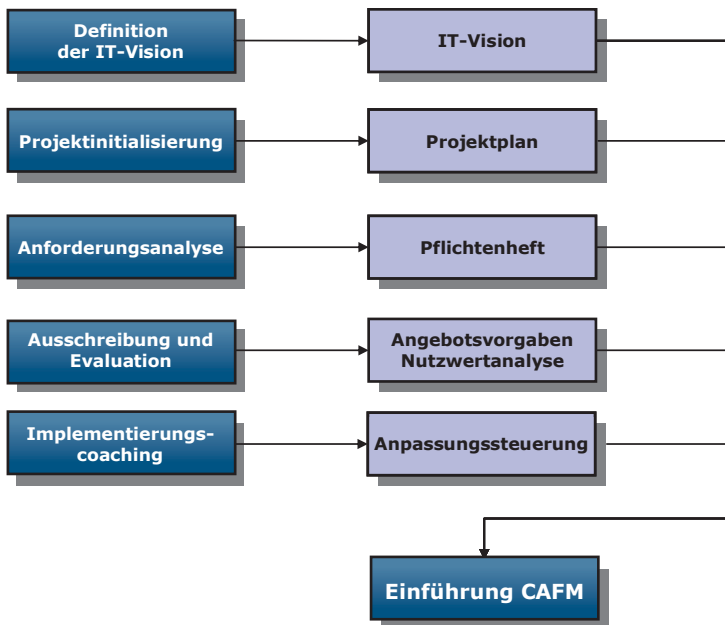 Definition
der IT-Vision
IT-Vision
Projektinitialisierung
Projektplan
Anforderungsanalyse
Pflichtenheft
Ausschreibung und
Evaluation
Angebotsvorgaben
Nutzwertanalyse
Implementierungs-
coaching
Anpassungssteuerung
Einführung CAFM